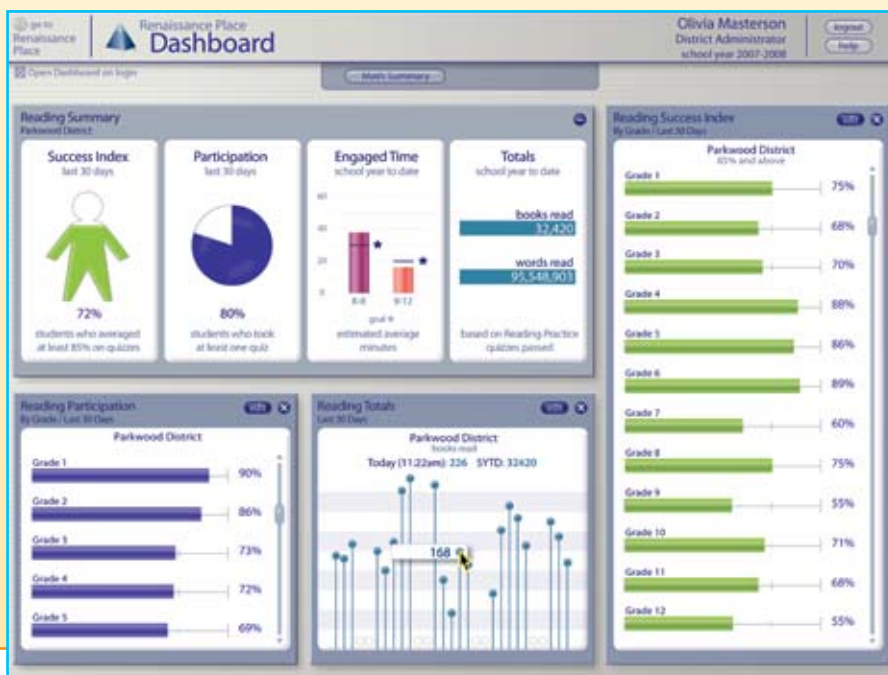 go to
Renaissance
Place
Renaissance Place
Dashboard
Olivia Masterson
District Administrator
school year 2007-2008
logout
help
Open Dashboard on login
Math Summary
Reading Summary
Parkwood District
Success Index
last 30 days
72%
students who averaged
at least 85% on quizzes
Participation
last 30 days
80%
students who took
at least one quiz
Engaged Time
school year to date
60
40
20
0
9-12
goal
estimated average
minutes
Totals
school year to date
books read
32,420
words read
95,548,903
based on Reading Practice
quizzes passed
Reading Success Index
By Grade / Last 30 Days
Parkwood District
85% and above
Grade 1
75%
Grade 2
68%
Grade 3
70%
Grade 4
88%
Grade 5
86%
Grade 6
89%
Grade 7
60%
Grade 8
75%
Grade 9
55%
Grade 10
71%
Grade 11
68%
Grade 12
55%
Reading Participation
By Grade / Last 30 Days
Parkwood District
Grade 1
90%
Grade 2
86%
Grade 3
73%
Grade 4
72%
Grade 5
69%
Reading Totals
Last 30 Days
Parkwood District
books read
Today (11:22am): 226 SYTD: 32420
168